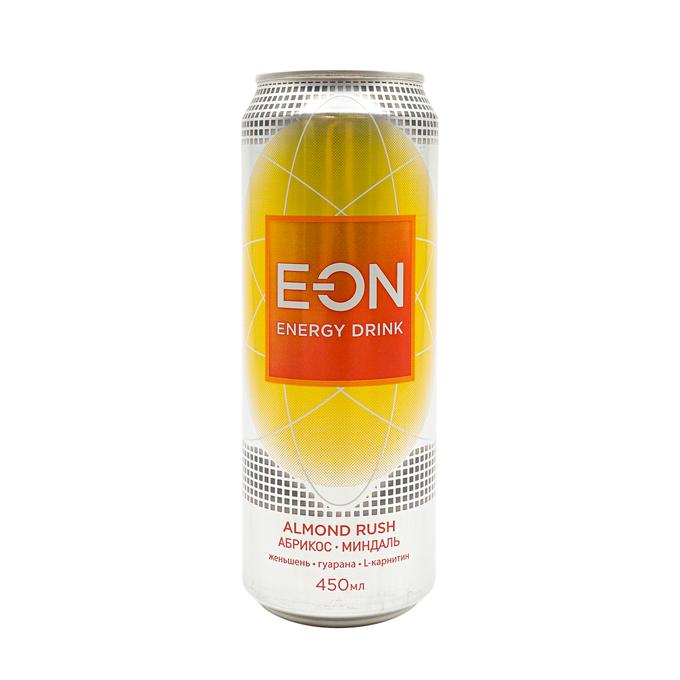 E-ON
ENERGY DRINK
ALMOND RUSH
АБРИКОС • МИНДАЛЬ
женьшень • гуарана • L-карнитин
450мл